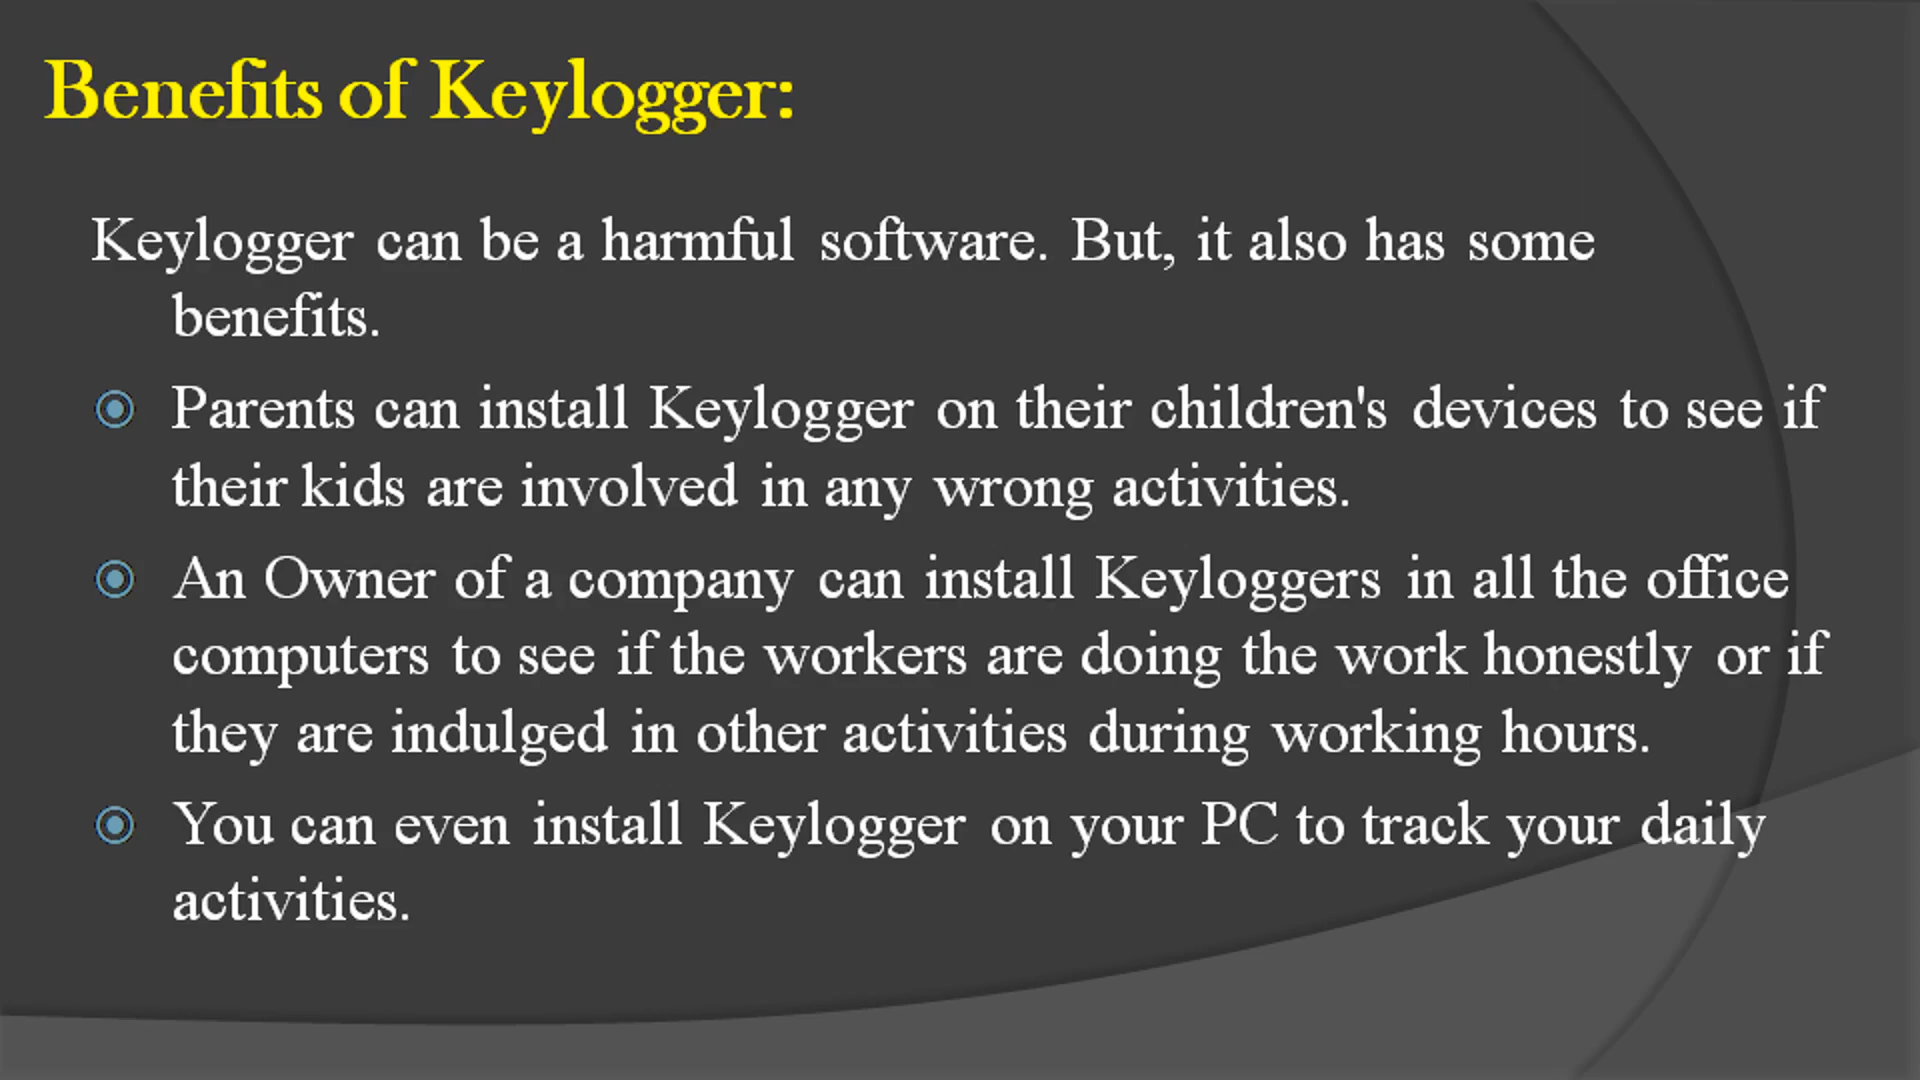 Benefits of Keylogger:
Keylogger can be a harmful software. But, it also has some
benefits.
Parents can install Keylogger on their children's devices to see if
their kids are involved in any wrong activities.
An Owner of a company can install Keyloggers in all the office
computers to see if the workers are doing the work honestly or if
they are indulged in other activities during working hours.
You can even install Keylogger on your PC to track your daily
activities.